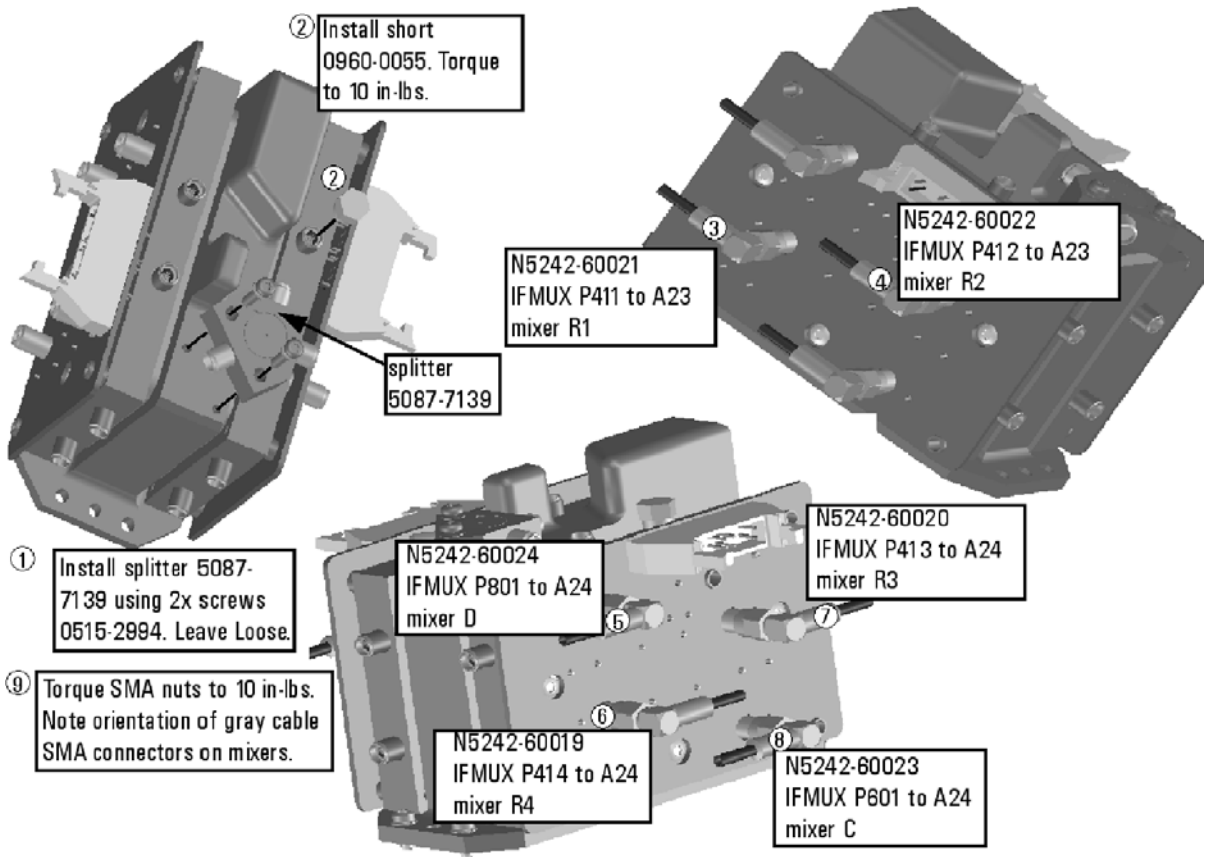 ② Install short
0960-0055. Torque
to 10 in-lbs.
②
③
④
N5242-60021
IFMUX P411 to A23
mixer R1
N5242-60022
IFMUX P412 to A23
mixer R2
splitter
5087-7139
① Install splitter 5087-
7139 using 2x screws
0515-2994. Leave Loose.
N5242-60024
IFMUX P801 to A24
mixer D
N5242-60020
IFMUX P413 to A24
mixer R3
⑤
⑦
⑨ Torque SMA nuts to 10 in-lbs.
Note orientation of gray cable
SMA connectors on mixers.
⑥
⑧
N5242-60019
IFMUX P414 to A24
mixer R4
N5242-60023
IFMUX P601 to A24
mixer C